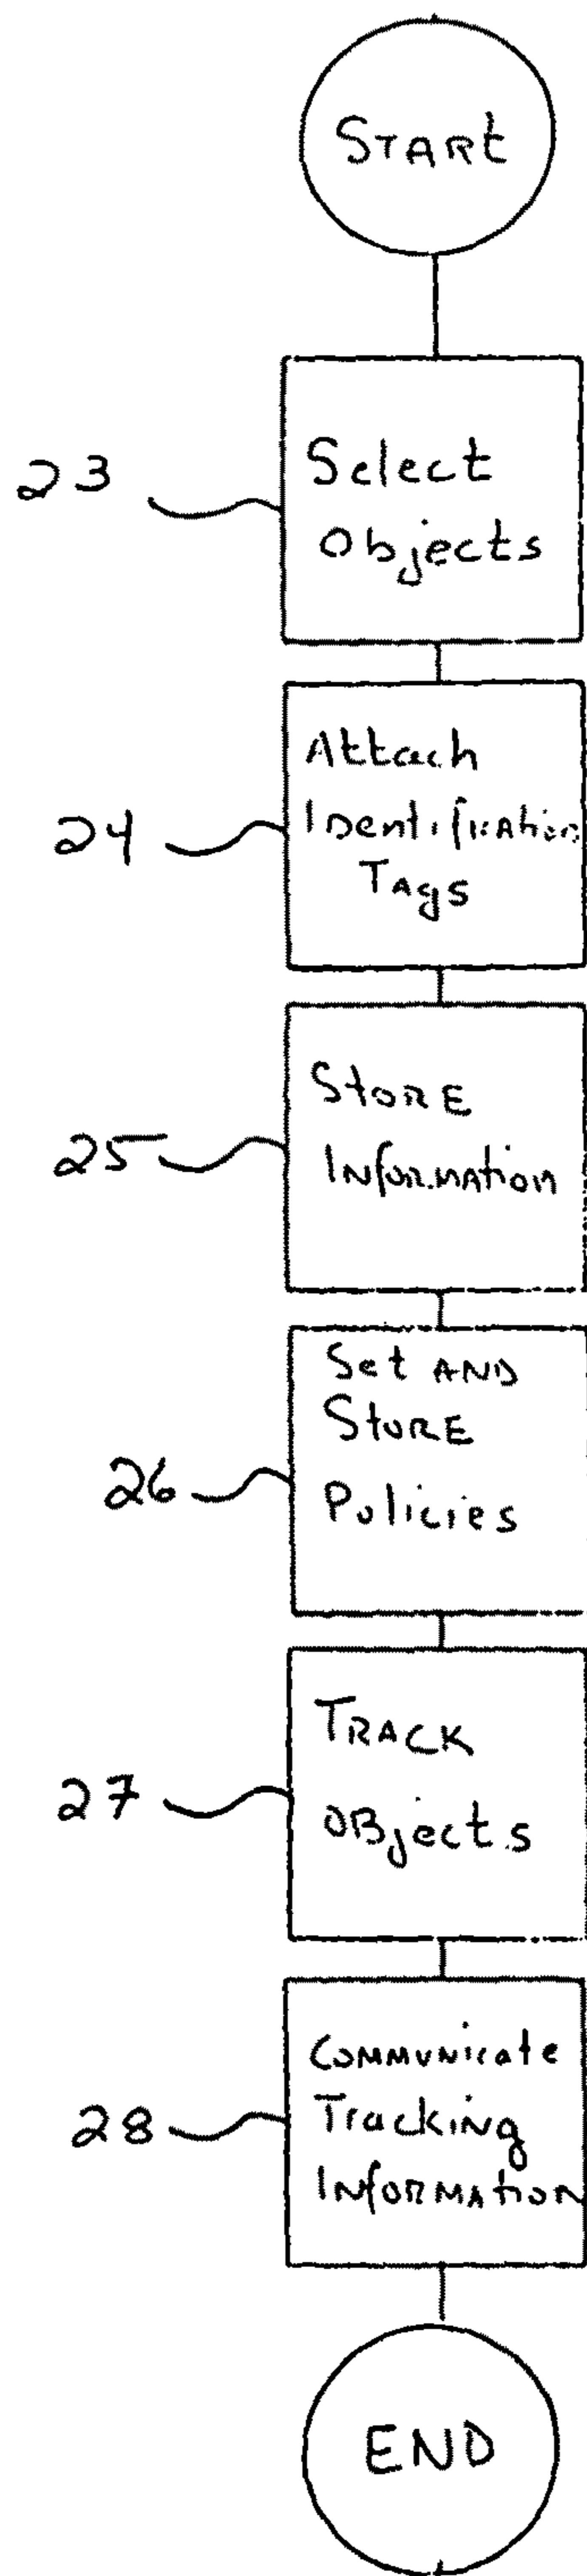 START
23
Select
Objects
24
Attach
Identification
Tags
25
STORE
INFORMATION
26
Set AND
STORE
Policies
27
TRACK
OBjects
28
COMMUNICATE
Tracking
INFORMATION
END